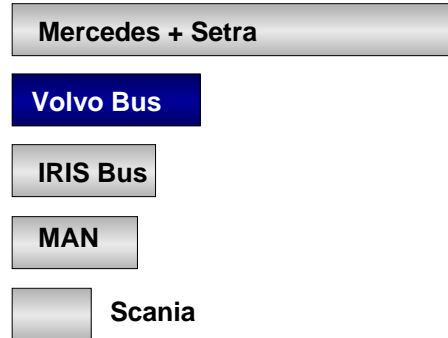 Mercedes + Setra
Volvo Bus
IRIS Bus
MAN
Scania